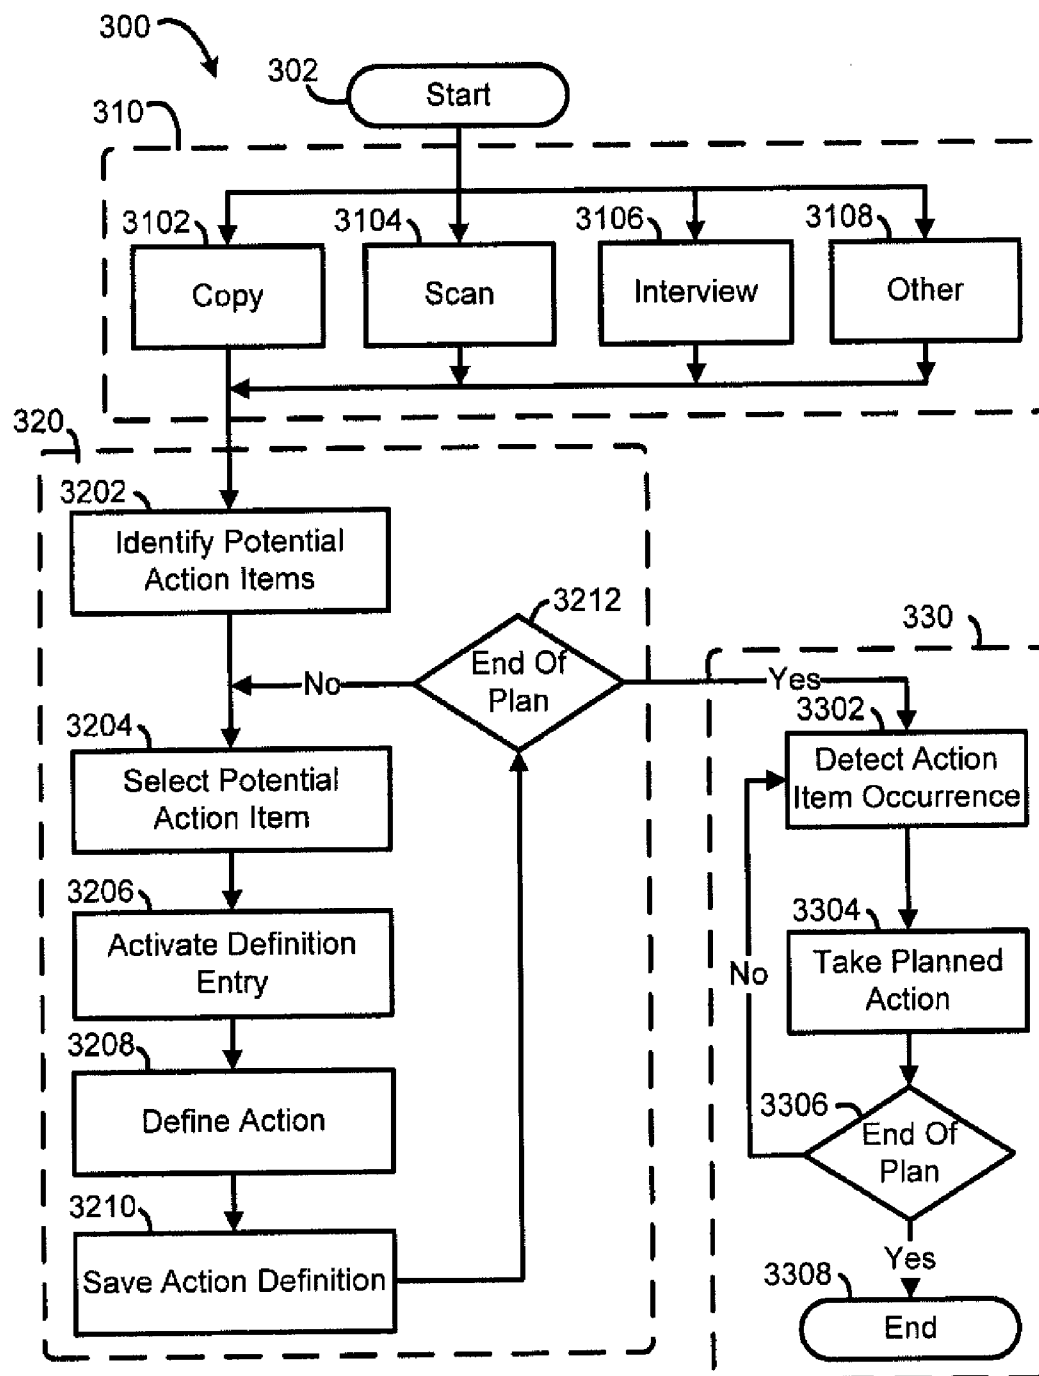 300
302
Start
310
3102
Copy
3104
Scan
3106
Interview
3108
Other
320
3202
Identify Potential
Action Items
3212
End Of
Plan
No
Yes
3204
Select Potential
Action Item
3206
Activate Definition
Entry
3208
Define Action
3210
Save Action Definition
330
3302
Detect Action
Item Occurrence
3304
Take Planned
Action
No
3306
End Of
Plan
Yes
3308
End